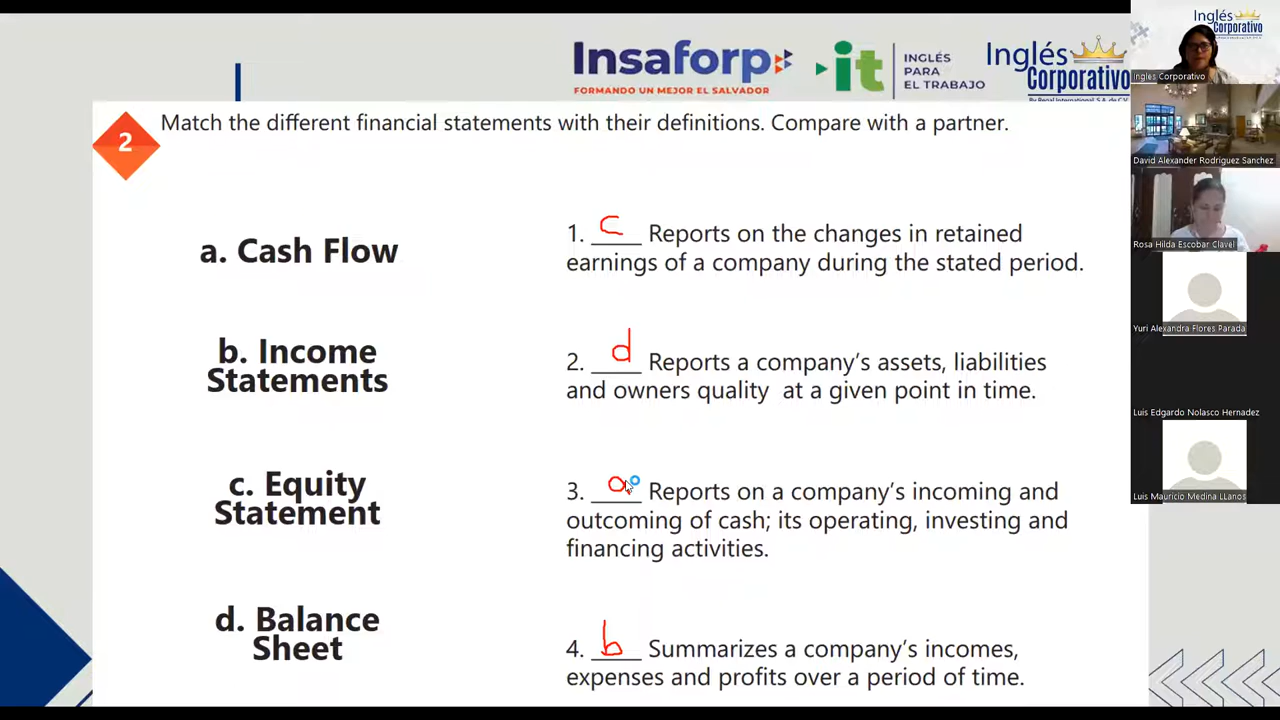 Insaforp
FORMANDO UN MEJOR EL SALVADOR
it
INGLÉS
PARA
EL TRABAJO
Inglés
Corporativo
2
Match the different financial statements with their definitions. Compare with a partner.
a. Cash Flow
b. Income
Statements
c. Equity
Statement
d. Balance
Sheet
1. c Reports on the changes in retained
earnings of a company during the stated period.
2. d Reports a company's assets, liabilities
and owners quality at a given point in time.
3. a Reports on a company's incoming and
outcoming of cash; its operating, investing and
financing activities.
4. b Summarizes a company's incomes,
expenses and profits over a period of time.
Inglés
Corporativo
Inglés Corporativo
David Alexander Rodriguez Sanchez
Rosa Hilda Escobar Clavel
Yuri Alexandra Flores Parada
Luis Edgardo Nolasco Hernadez
Luis Mauricio Medina LLanos